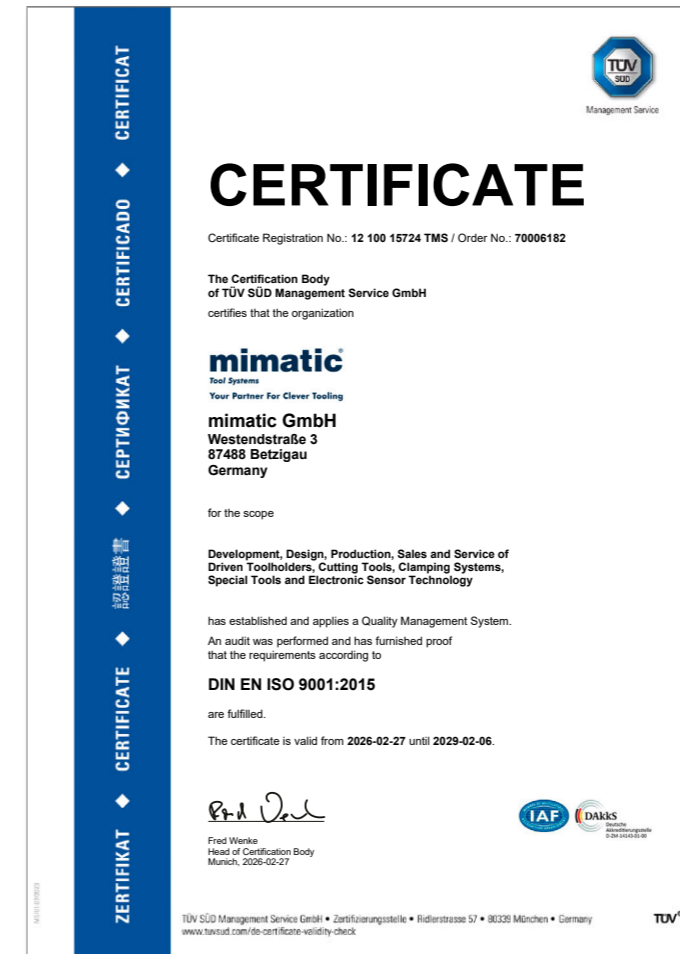 TÜV
SÜD
Management Service
CERTIFICATE
Certificate Registration No.: 12 100 15724 TMS / Order No.: 70006182
The Certification Body
of TÜV SÜD Management Service GmbH
certifies that the organization
mimatic®
Tool Systems
Your Partner For Clever Tooling
mimatic GmbH
Westendstraße 3
87488 Betzigau
Germany
for the scope
Development, Design, Production, Sales and Service of
Driven Toolholders, Cutting Tools, Clamping Systems,
Special Tools and Electronic Sensor Technology
has established and applies a Quality Management System.
An audit was performed and has furnished proof
that the requirements according to
DIN EN ISO 9001:2015
are fulfilled.
The certificate is valid from 2026-02-27 until 2029-02-06.
Fred Wenke
Head of Certification Body
Munich, 2026-02-27
IAF
DAkkS
Deutsche
Akkreditierungsstelle
D-ZM-14143-01-00
TÜV SÜD Management Service GmbH • Zertifizierungsstelle • Ridlerstrasse 57 • 80339 München • Germany
www.tuvsud.com/de-certificate-validity-check
TÜV®
ZERTIFIKAT ◆ CERTIFICATE ◆ 認證證書 ◆ СЕРТИФИКАТ ◆ CERTIFICADO ◆ CERTIFICAT